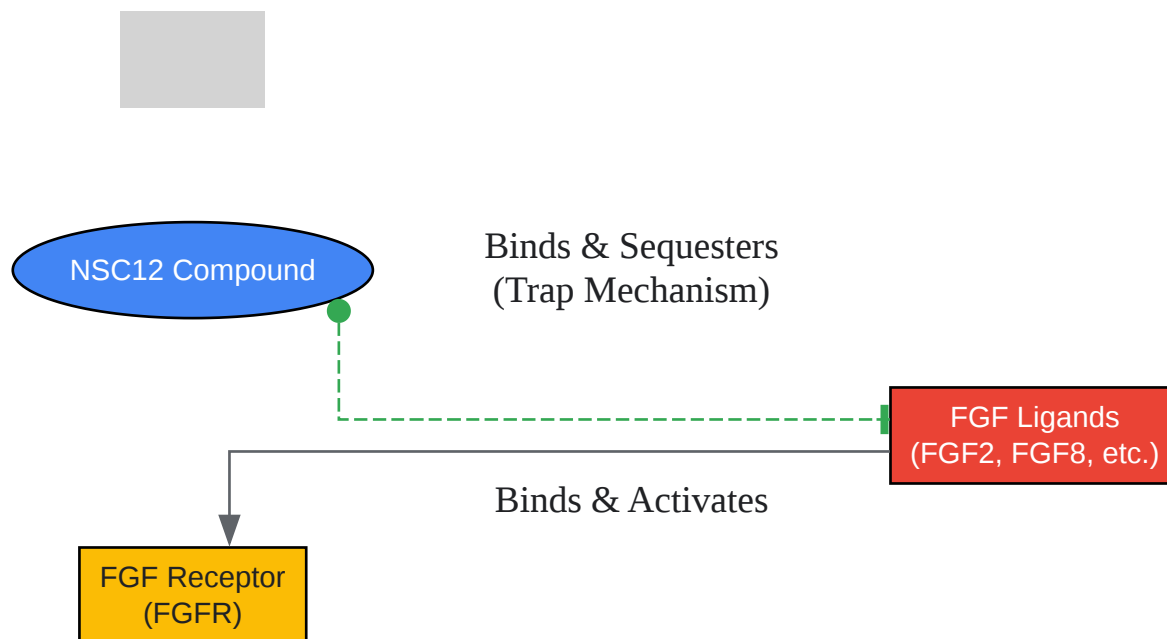 NSC12 Compound
Binds & Sequesters
(Trap Mechanism)
FGF Ligands
(FGF2, FGF8, etc.)
Binds & Activates
FGF Receptor
(FGFR)